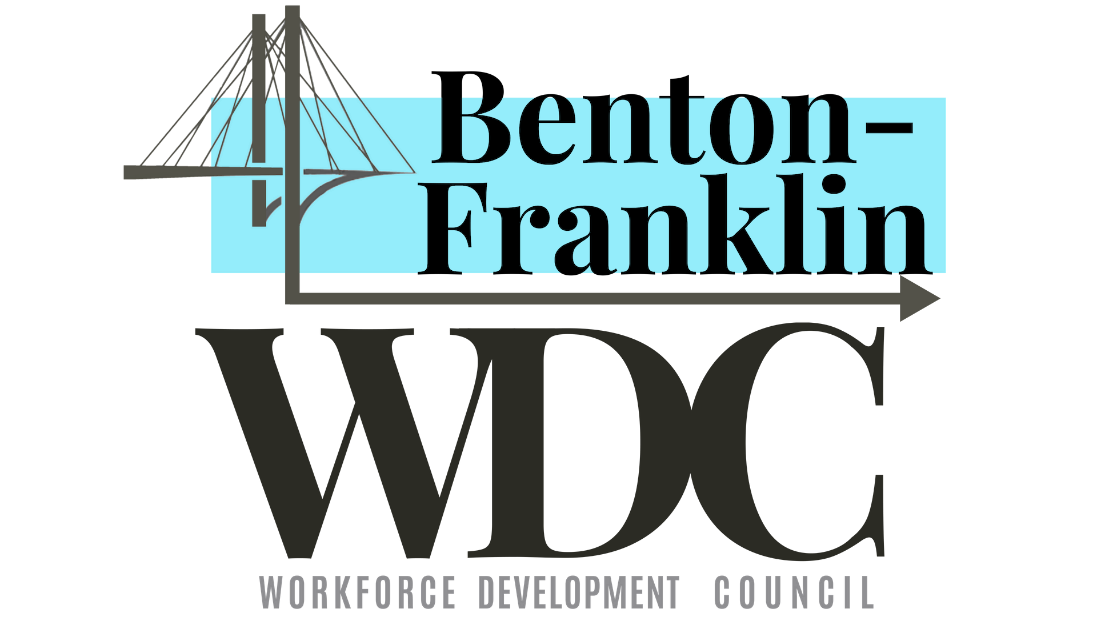 Benton-
Franklin
WDC
WORKFORCE DEVELOPMENT COUNCIL